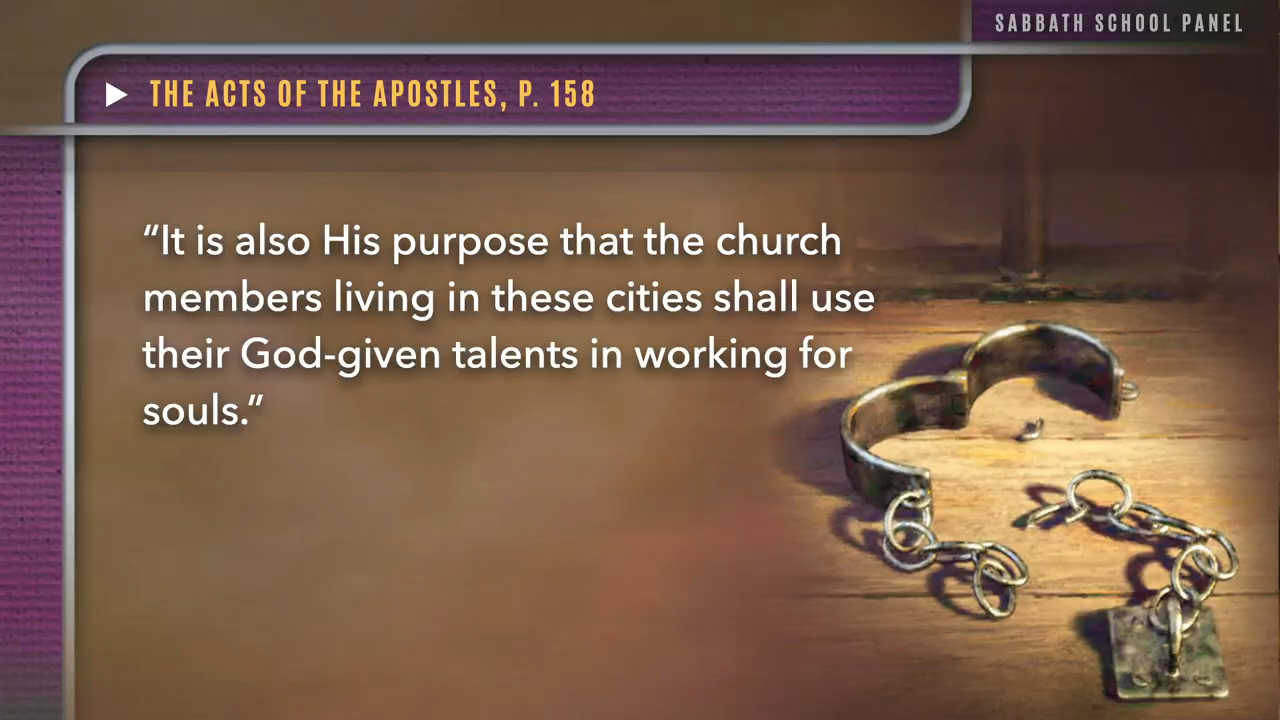 SABBATH SCHOOL PANEL
THE ACTS OF THE APOSTLES, P. 158
“It is also His purpose that the church
members living in these cities shall use
their God-given talents in working for
souls.”